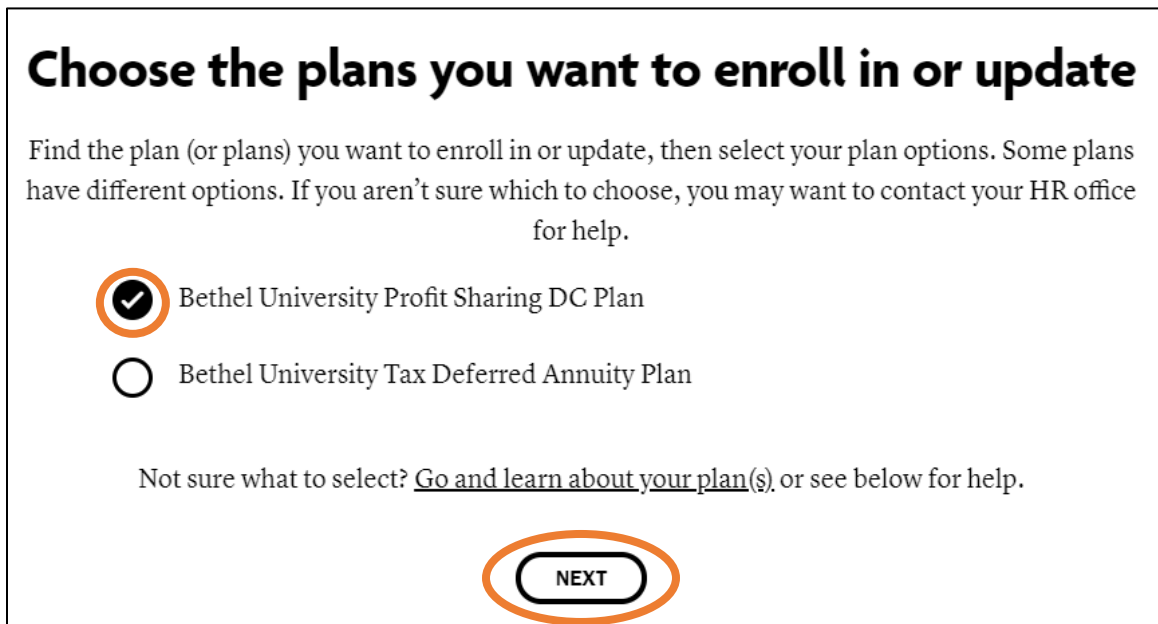 Choose the plans you want to enroll in or update
Find the plan (or plans) you want to enroll in or update, then select your plan options. Some plans
have different options. If you aren’t sure which to choose, you may want to contact your HR office
for help.
Bethel University Profit Sharing DC Plan
Bethel University Tax Deferred Annuity Plan
Not sure what to select? Go and learn about your plan(s) or see below for help.
NEXT